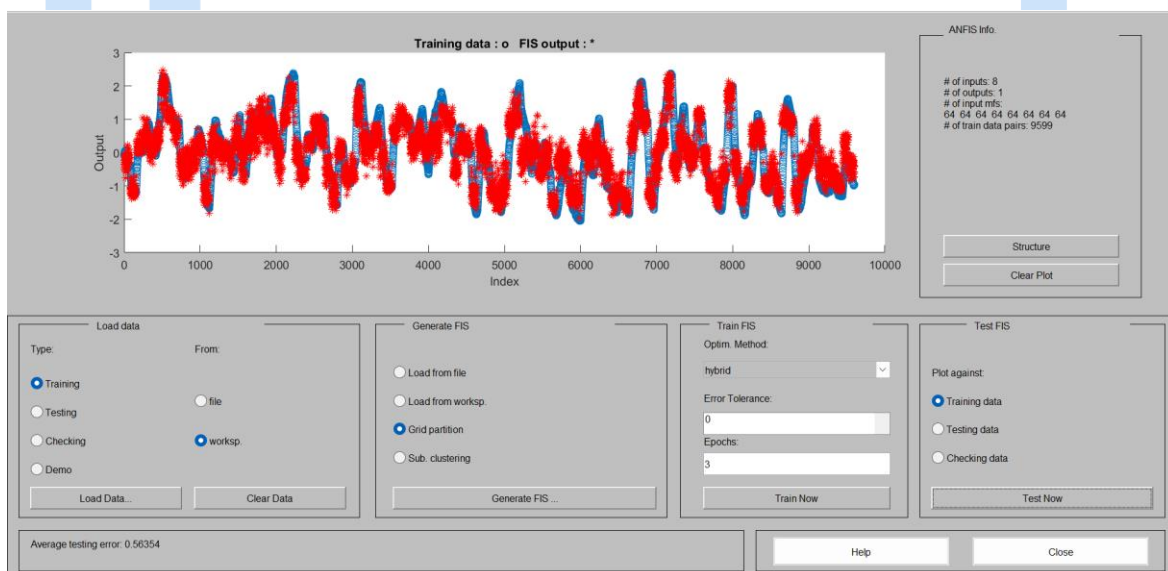 Training data : o FIS output : *
3
2
1
0
-1
-2
-3
Output
0 1000 2000 3000 4000 5000 6000 7000 8000 9000 10000
Index
ANFIS Info.
# of inputs: 8
# of outputs: 1
# of input mfs:
64 64 64 64 64 64 64 64
# of train data pairs: 9599
Structure
Clear Plot
Load data
Type:
From:
Training
Testing
Checking
Demo
file
worksp.
Load Data...
Clear Data
Generate FIS
Load from file
Load from worksp.
Grid partition
Sub. clustering
Generate FIS ...
Train FIS
Optim. Method:
hybrid
Error Tolerance:
0
Epochs:
3
Train Now
Test FIS
Plot against:
Training data
Testing data
Checking data
Test Now
Average testing error: 0.56354
Help
Close